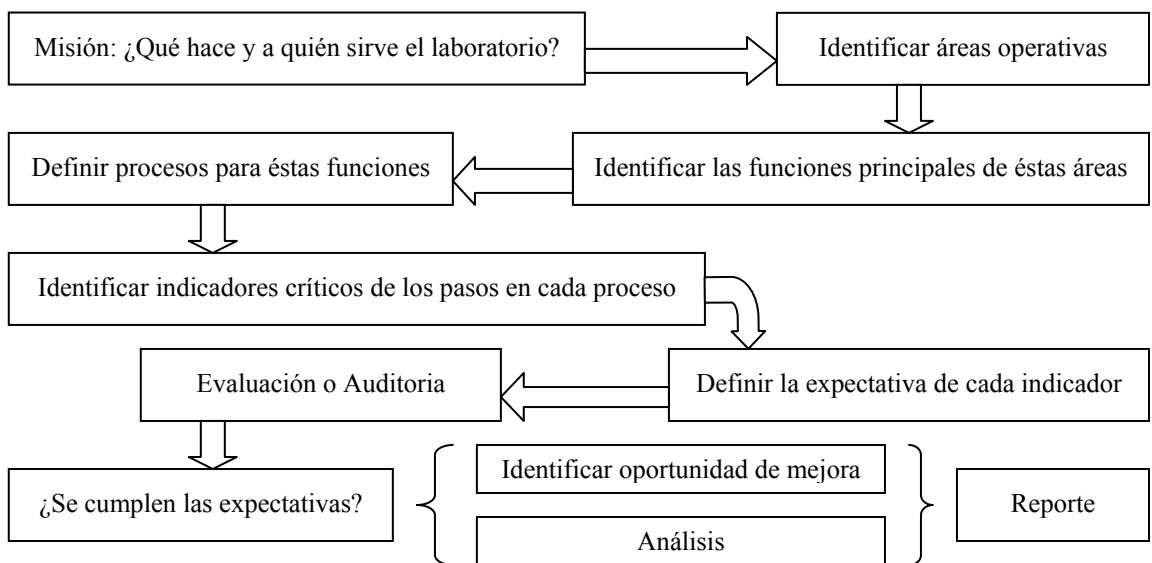 Misión: ¿Qué hace y a quién sirve el laboratorio?
Identificar áreas operativas
Identificar las funciones principales de éstas áreas
Definir procesos para éstas funciones
Identificar indicadores críticos de los pasos en cada proceso
Definir la expectativa de cada indicador
Evaluación o Auditoria
¿Se cumplen las expectativas?
Identificar oportunidad de mejora
Análisis
Reporte